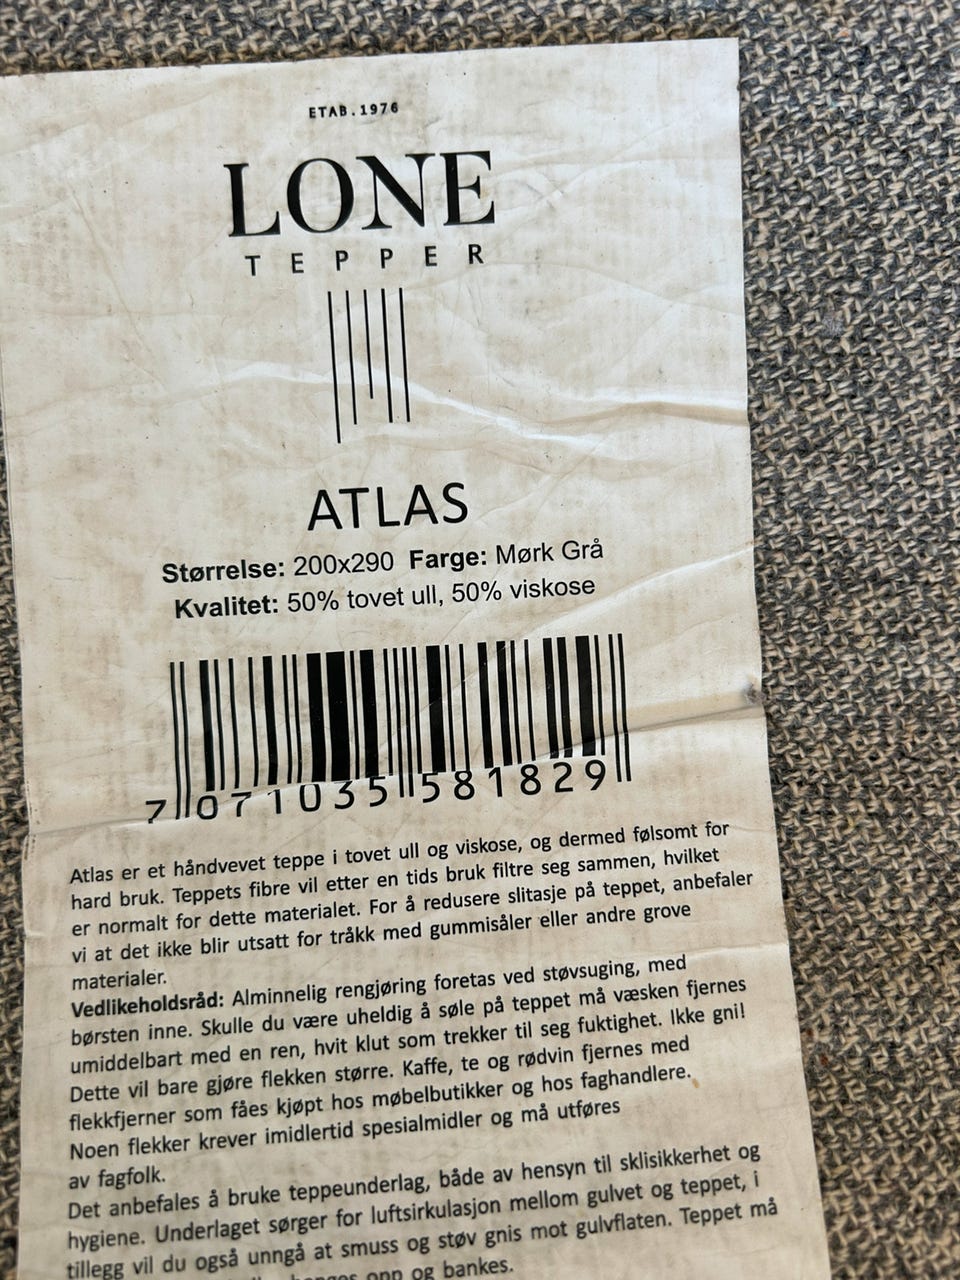 ETAB.1976
LONE
TEPPER
ATLAS
Størrelse: 200x290 Farge: Mørk Grå
Kvalitet: 50% tovet ull, 50% viskose
7 071035 581829
Atlas er et håndvevet teppe i tovet ull og viskose, og dermed følsomt for
hard bruk. Teppets fibre vil etter en tids bruk filtre seg sammen, hvilket
er normalt for dette materialet. For å redusere slitasje på teppet, anbefaler
vi at det ikke blir utsatt for tråkk med gummisåler eller andre grove
materialer.
Vedlikeholdsråd: Alminnelig rengjøring foretas ved støvsuging, med
børsten inne. Skulle du være uheldig å søle på teppet må væsken fjernes
umiddelbart med en ren, hvit klut som trekker til seg fuktighet. Ikke gni!
Dette vil bare gjøre flekken større. Kaffe, te og rødvin fjernes med
flekkfjerner som fåes kjøpt hos møbelbutikker og hos faghandlere.
Noen flekker krever imidlertid spesialmidler og må utføres
av fagfolk.
Det anbefales å bruke teppeunderlag, både av hensyn til sklisikkerhet og
hygiene. Underlaget sørger for luftsirkulasjon mellom gulvet og teppet, i
tillegg vil du også unngå at smuss og støv gnis mot gulvflaten. Teppet må
henges opp og bankes.